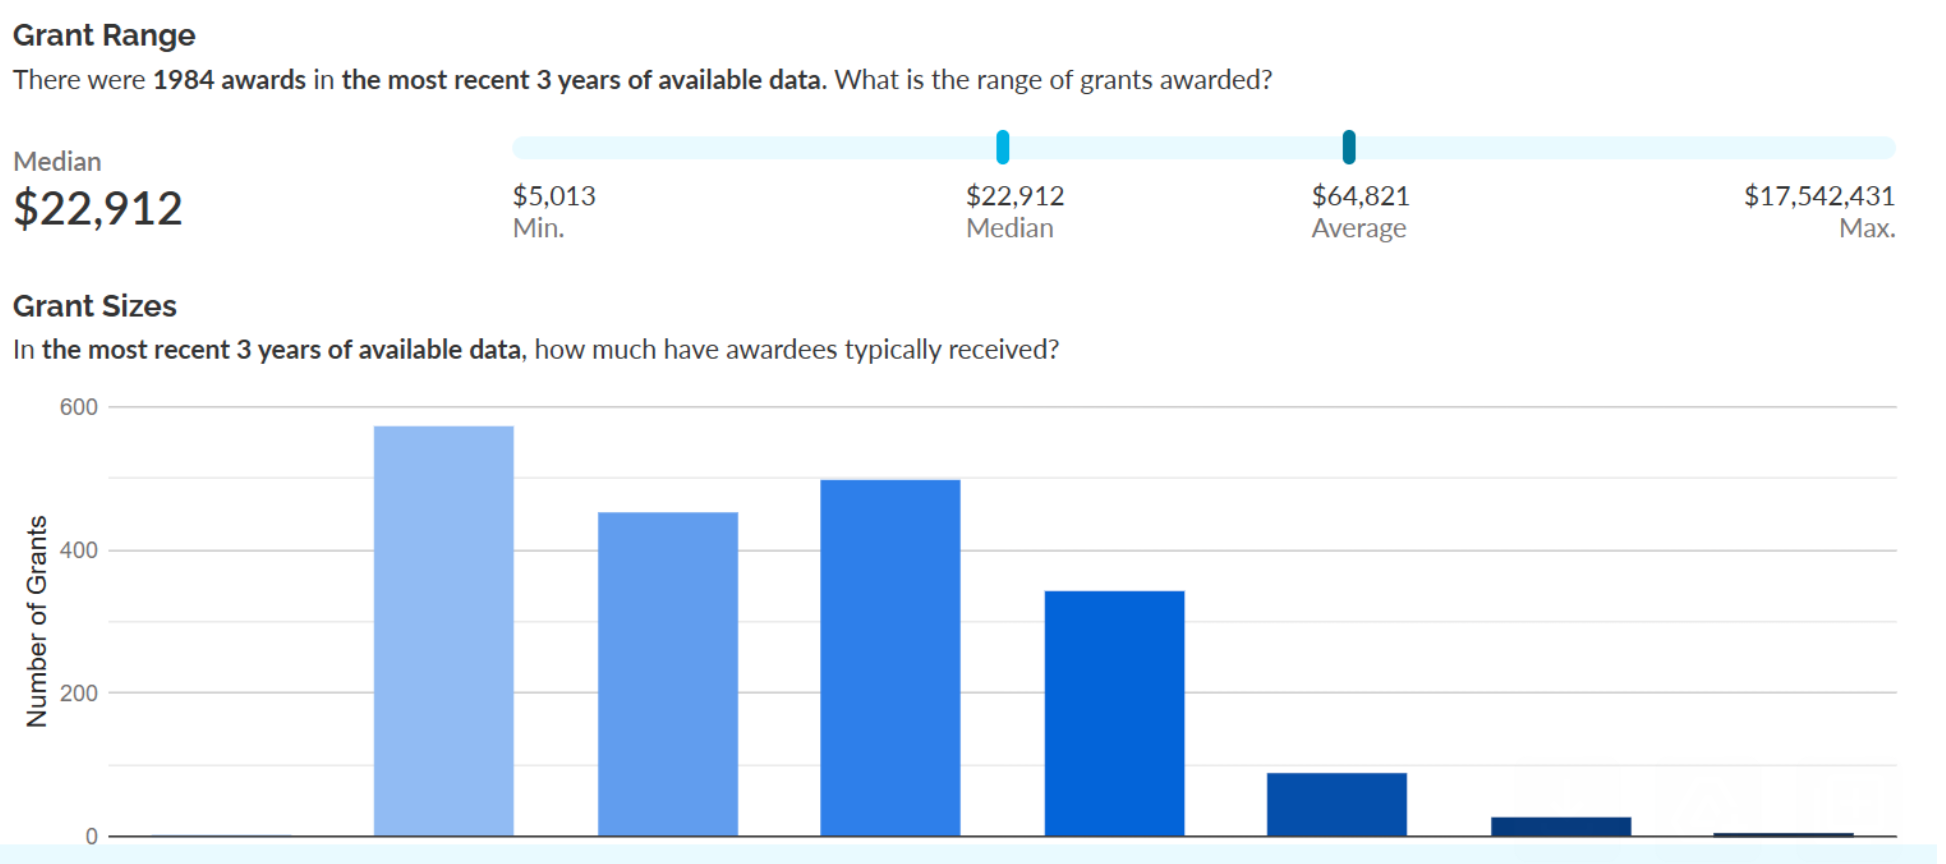 Grant Range
There were 1984 awards in the most recent 3 years of available data. What is the range of grants awarded?
Median
$22,912
$5,013
Min.
$22,912
Median
$64,821
Average
$17,542,431
Max.
Grant Sizes
In the most recent 3 years of available data, how much have awardees typically received?
Number of Grants
600
400
200
0